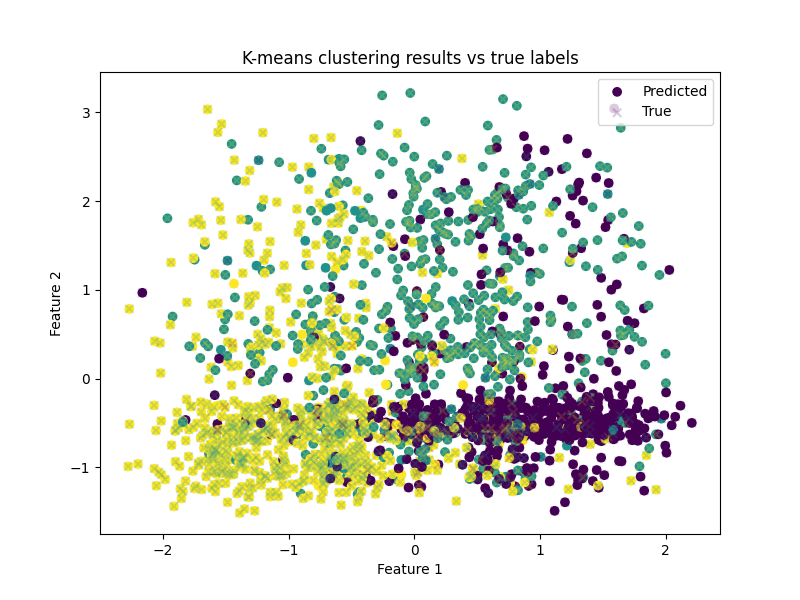 K-means clustering results vs true labels
Predicted
True
3
2
1
0
−1
Feature 2
−2
−1
0
1
2
Feature 1